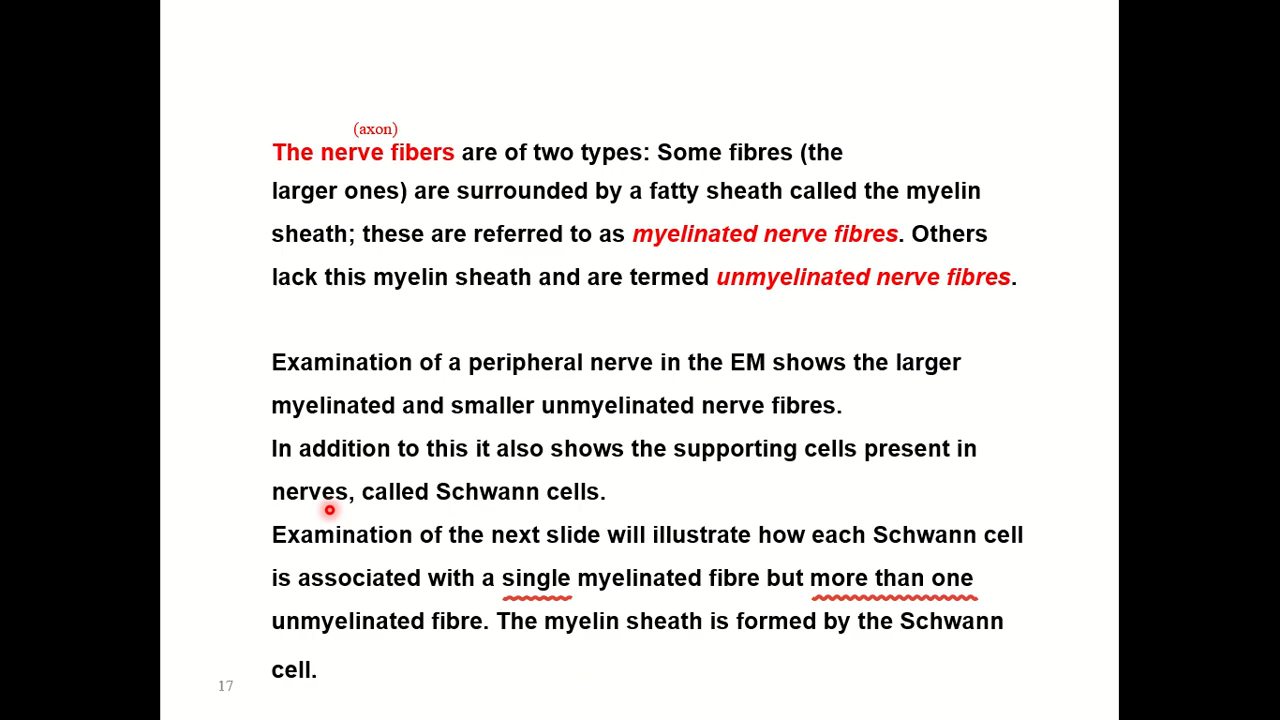 (axon)
The nerve fibers are of two types: Some fibres (the
larger ones) are surrounded by a fatty sheath called the myelin
sheath; these are referred to as myelinated nerve fibres. Others
lack this myelin sheath and are termed unmyelinated nerve fibres.
Examination of a peripheral nerve in the EM shows the larger
myelinated and smaller unmyelinated nerve fibres.
In addition to this it also shows the supporting cells present in
nerves, called Schwann cells.
Examination of the next slide will illustrate how each Schwann cell
is associated with a single myelinated fibre but more than one
unmyelinated fibre. The myelin sheath is formed by the Schwann
cell.
17